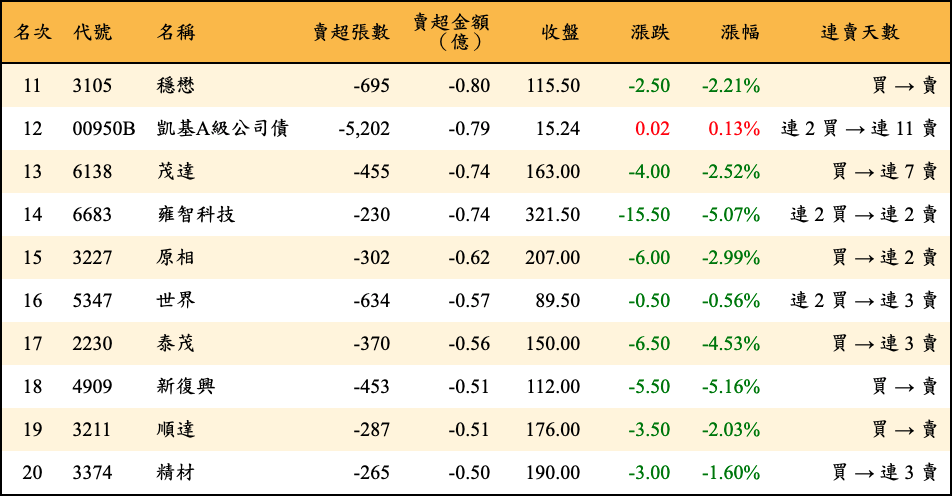 名次 代號 名稱 賣超張數 賣超金額（億） 收盤 漲跌 漲幅 連賣天數
11 3105 穩懋 -695 -0.80 115.50 -2.50 -2.21% 買 → 賣
12 00950B 凱基A級公司債 -5,202 -0.79 15.24 0.02 0.13% 連 2 買 → 連 11 賣
13 6138 茂達 -455 -0.74 163.00 -4.00 -2.52% 買 → 連 7 賣
14 6683 雍智科技 -230 -0.74 321.50 -15.50 -5.07% 連 2 買 → 連 2 賣
15 3227 原相 -302 -0.62 207.00 -6.00 -2.99% 買 → 連 2 賣
16 5347 世界 -634 -0.57 89.50 -0.50 -0.56% 連 2 買 → 連 3 賣
17 2230 泰茂 -370 -0.56 150.00 -6.50 -4.53% 買 → 連 3 賣
18 4909 新復興 -453 -0.51 112.00 -5.50 -5.16% 買 → 賣
19 3211 順達 -287 -0.51 176.00 -3.50 -2.03% 買 → 賣
20 3374 精材 -265 -0.50 190.00 -3.00 -1.60% 買 → 連 3 賣